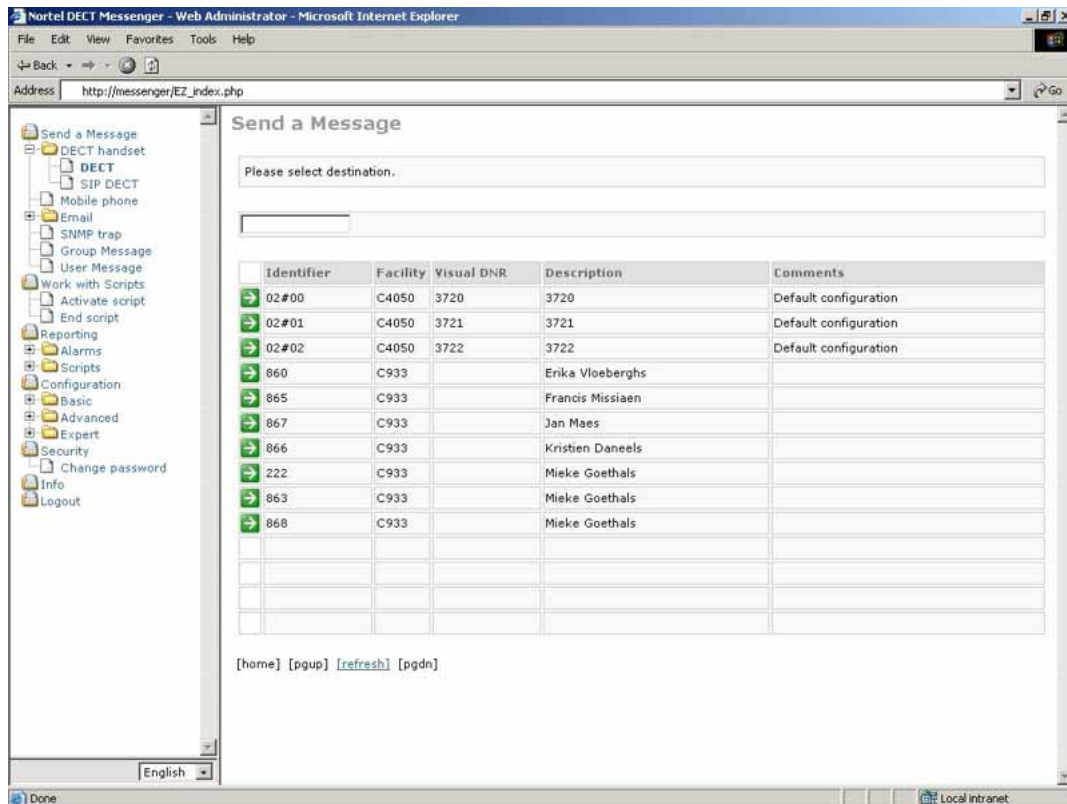 Nortel DECT Messenger - Web Administrator - Microsoft Internet Explorer
File Edit View Favorites Tools Help
Back
Address http://messenger/EZ_index.php Go
Send a Message
DECT handset
DECT
SIP DECT
Mobile phone
Email
SNMP trap
Group Message
User Message
Work with Scripts
Activate script
End script
Reporting
Alarms
Scripts
Configuration
Basic
Advanced
Expert
Security
Change password
Info
Logout
English
Send a Message
Please select destination.
Identifier Facility Visual DNR Description Comments
02#00 C4050 3720 3720 Default configuration
02#01 C4050 3721 3721 Default configuration
02#02 C4050 3722 3722 Default configuration
860 C933 Erika Vloeberghs
865 C933 Francis Missiaen
867 C933 Jan Maes
866 C933 Kristien Daneels
222 C933 Mieke Goethals
863 C933 Mieke Goethals
868 C933 Mieke Goethals
[home] [pgup] [refresh] [pgdn]
Done Local intranet